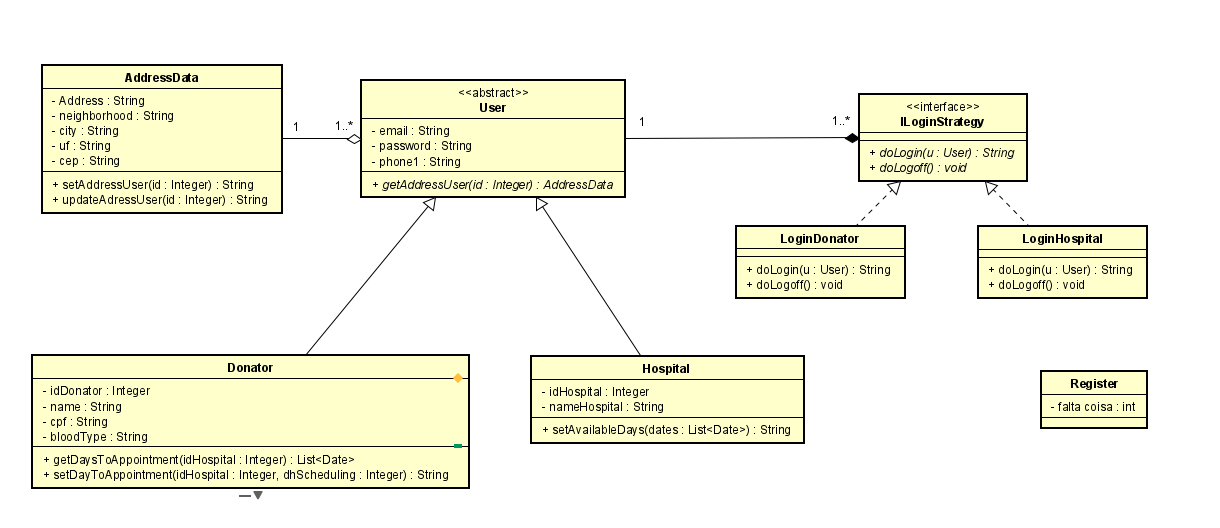 AddressData
- Address : String
- neighborhood : String
- city : String
- uf : String
- cep : String
+ setAddressUser(id : Integer) : String
+ updateAdressUser(id : Integer) : String
1
1..*
<<abstract>>
User
- email : String
- password : String
- phone1 : String
+ getAddressUser(id : Integer) : AddressData
1
1..*
<<interface>>
ILoginStrategy
+ doLogin(u : User) : String
+ doLogoff() : void
LoginDonator
+ doLogin(u : User) : String
+ doLogoff() : void
LoginHospital
+ doLogin(u : User) : String
+ doLogoff() : void
Donator
- idDonator : Integer
- name : String
- cpf : String
- bloodType : String
+ getDaysToAppointment(idHospital : Integer) : List<Date>
+ setDayToAppointment(idHospital : Integer, dhScheduling : Integer) : String
Hospital
- idHospital : Integer
- nameHospital : String
+ setAvailableDays(dates : List<Date>) : String
Register
- falta coisa : int